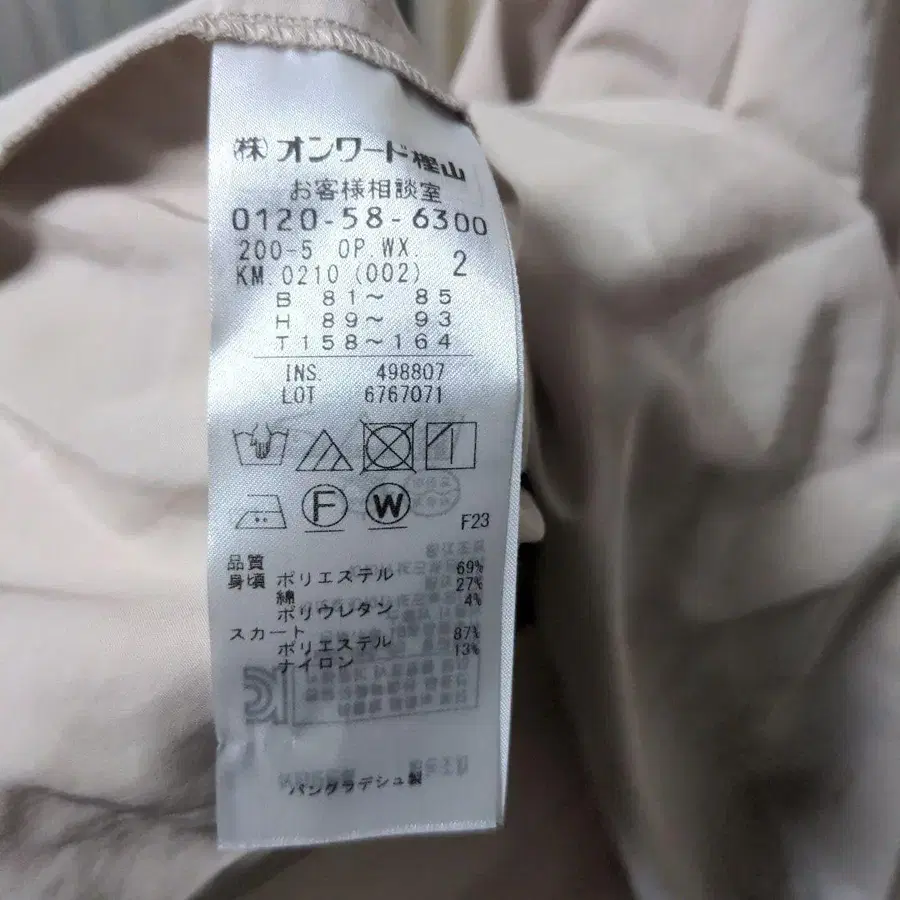 ㈱オンワード樫山
お客様相談室
0120-58-6300
200-5 OP WX.
KM.0210 (002) 2
B 81～ 85
H 89～ 93
T158～164
INS. 498807
LOT 6767071
F W
F23
品質
身頃 ポリエステル 69%
綿 27%
ポリウレタン 4%
スカート
ポリエステル 87%
ナイロン 13%
バングラデシュ製